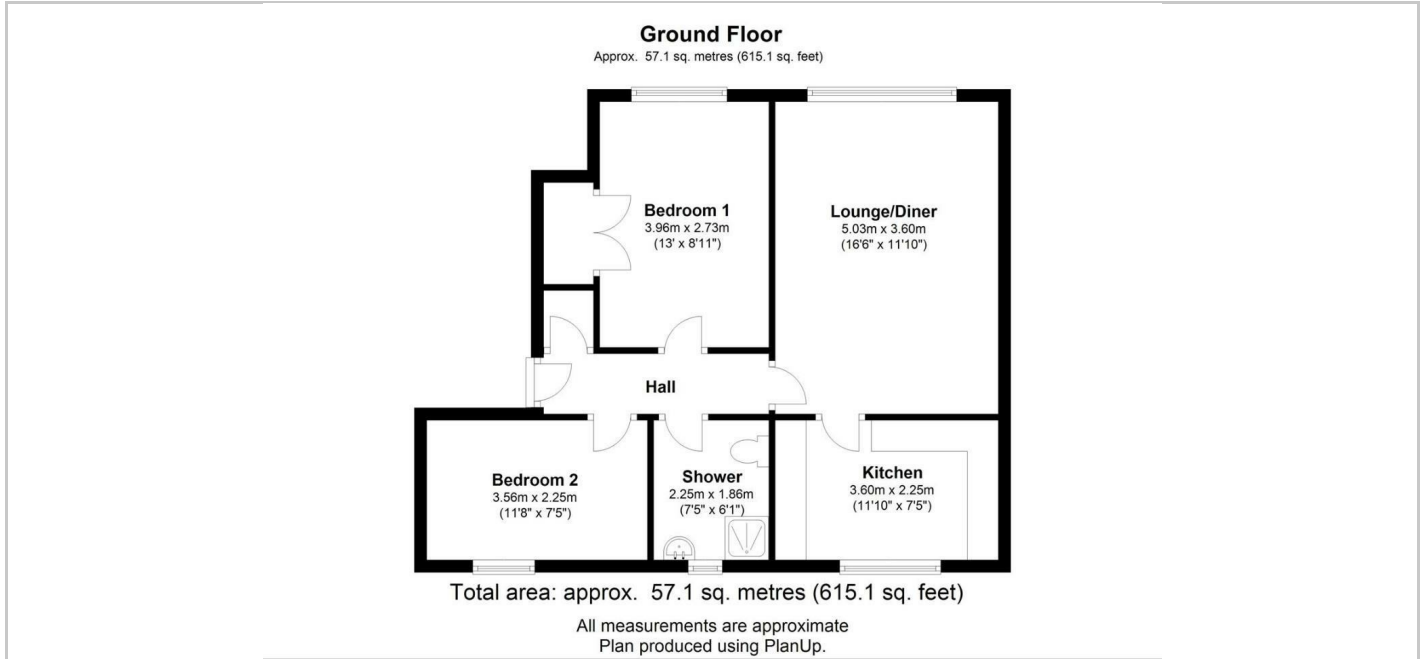 Ground Floor
Approx. 57.1 sq. metres (615.1 sq. feet)
Bedroom 1
3.96m x 2.73m
(13' x 8'11")
Lounge/Diner
5.03m x 3.60m
(16'6" x 11'10")
Hall
Bedroom 2
3.56m x 2.25m
(11'8" x 7'5")
Shower
2.25m x 1.86m
(7'5" x 6'1")
Kitchen
3.60m x 2.25m
(11'10" x 7'5")
Total area: approx. 57.1 sq. metres (615.1 sq. feet)
All measurements are approximate
Plan produced using PlanUp.